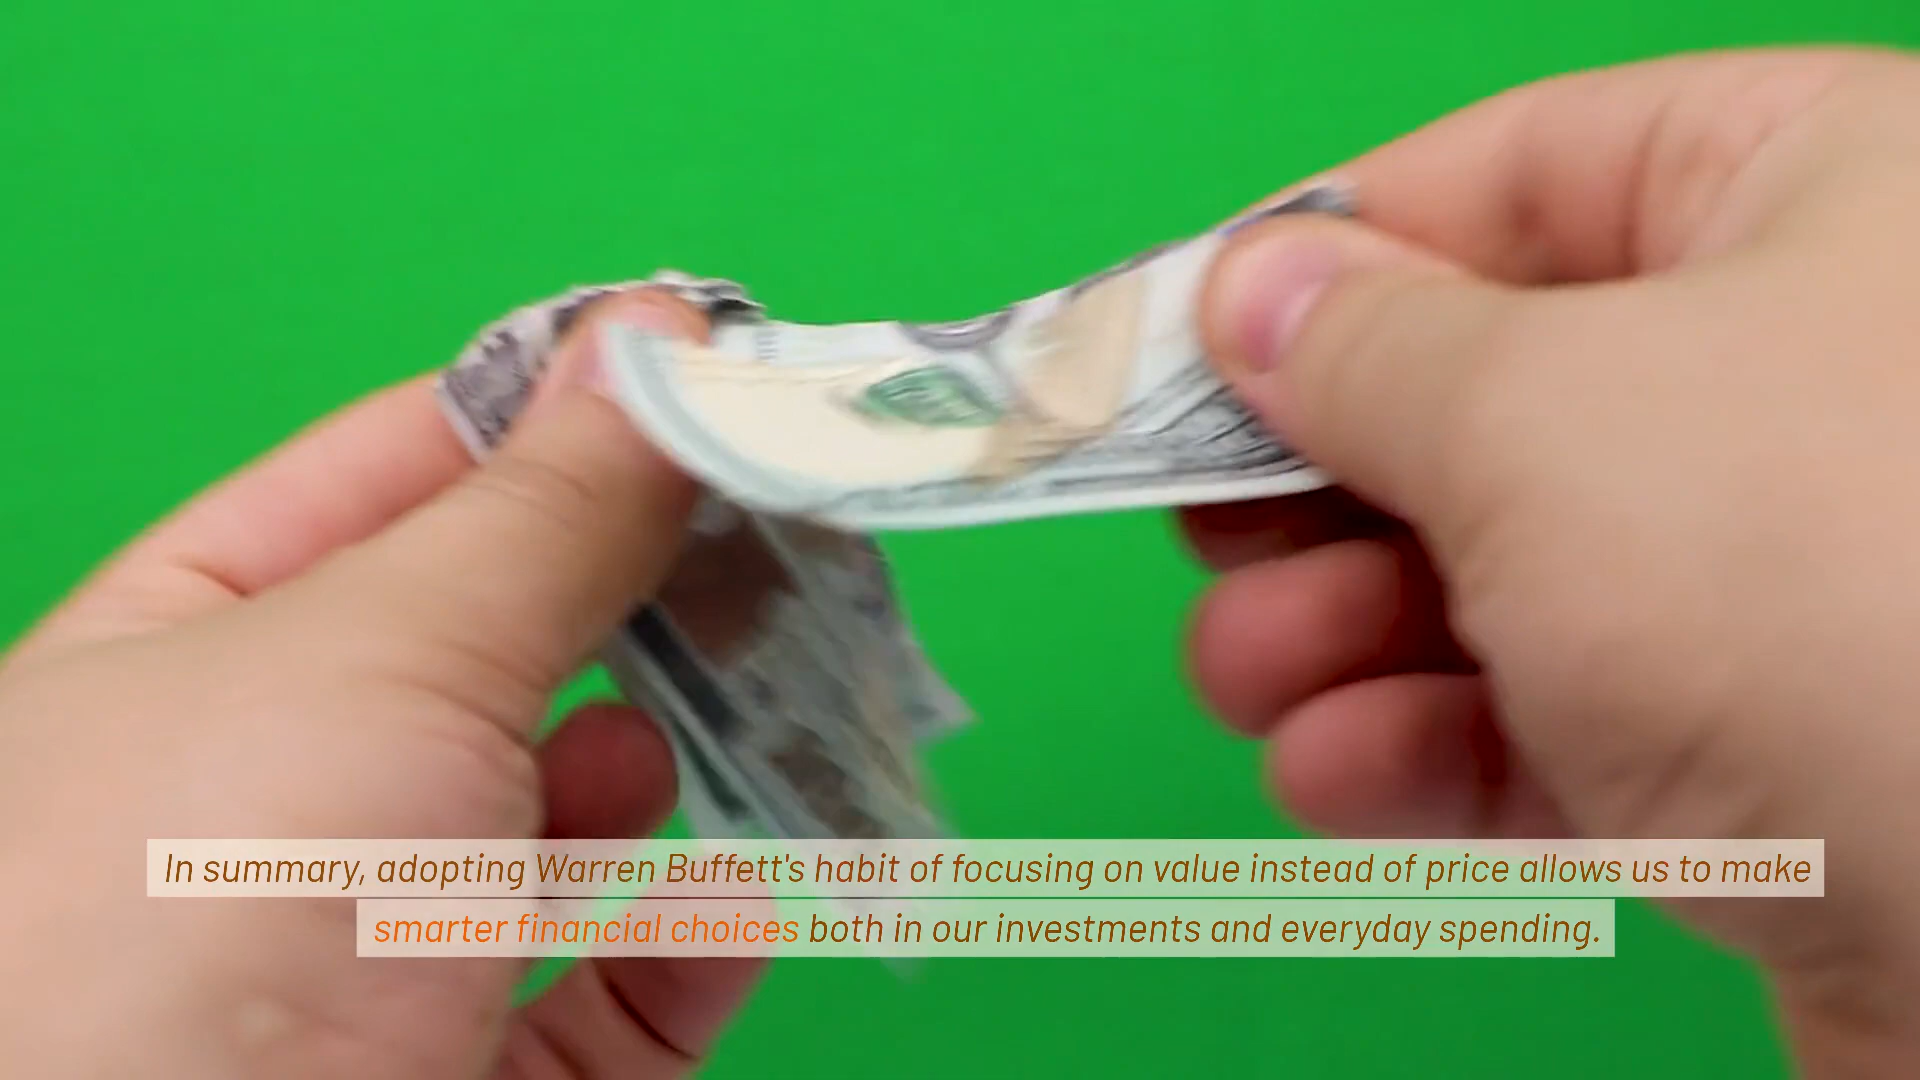 In summary, adopting Warren Buffett's habit of focusing on value instead of price allows us to make
smarter financial choices both in our investments and everyday spending.